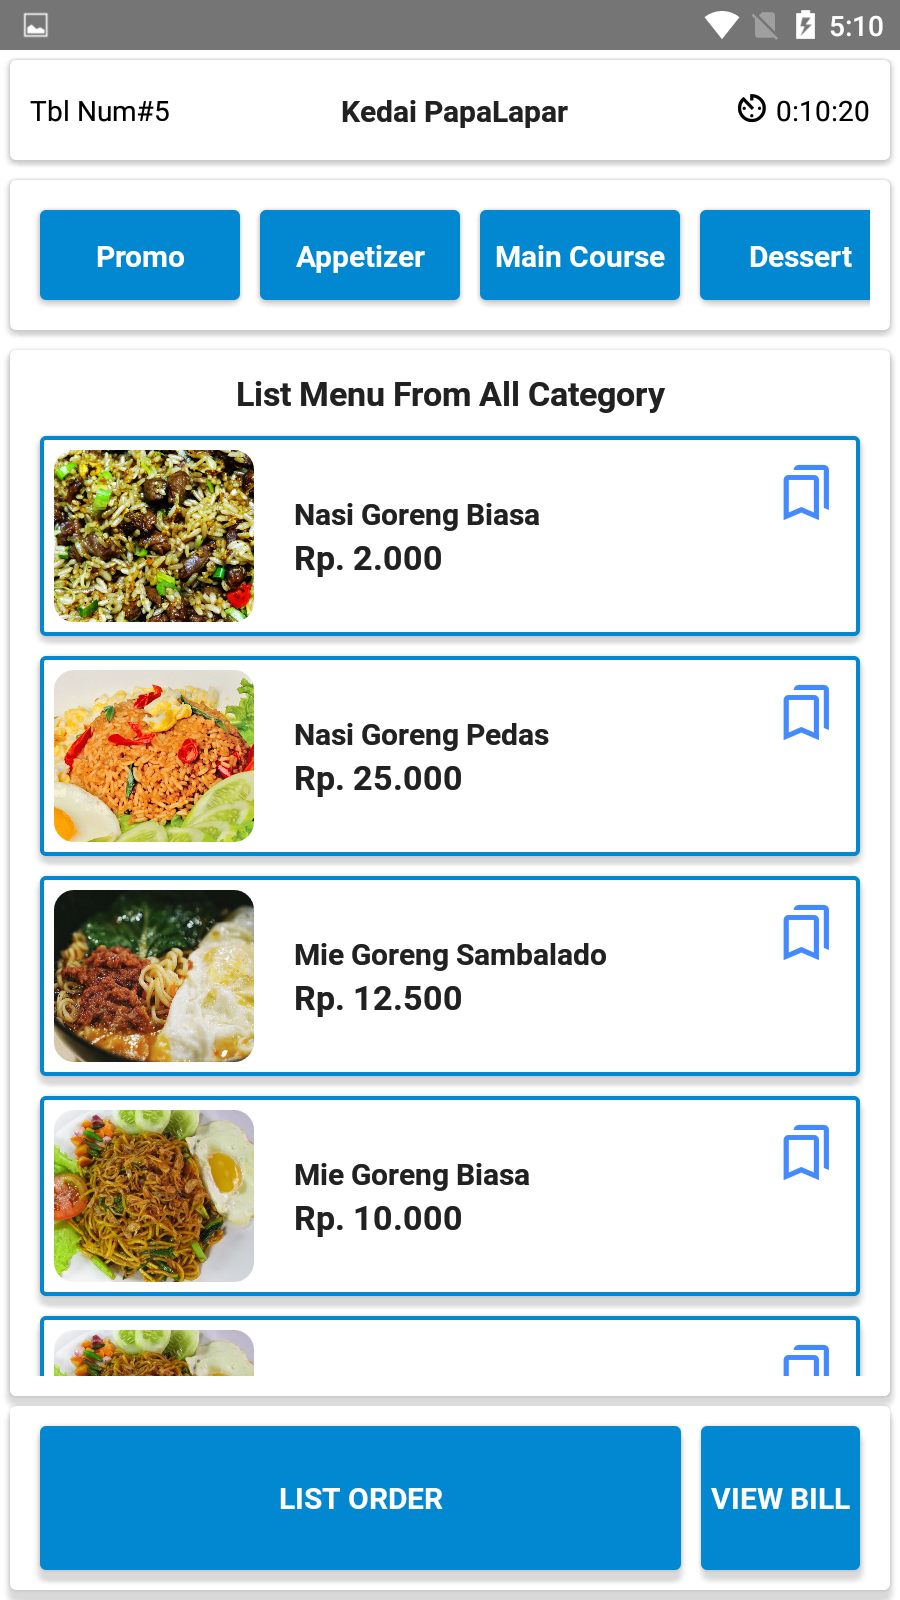 5:10
Tbl Num#5
Kedai PapaLapar
0:10:20
Promo
Appetizer
Main Course
Dessert
List Menu From All Category
Nasi Goreng Biasa
Rp. 2.000
Nasi Goreng Pedas
Rp. 25.000
Mie Goreng Sambalado
Rp. 12.500
Mie Goreng Biasa
Rp. 10.000
LIST ORDER
VIEW BILL